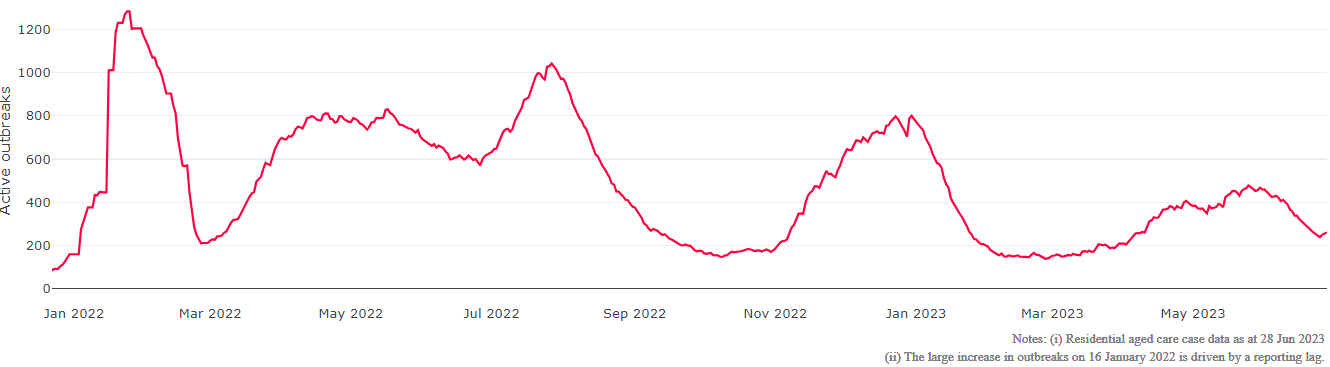 Active outbreaks
1200
1000
800
600
400
200
0
Jan 2022 Mar 2022 May 2022 Jul 2022 Sep 2022 Nov 2022 Jan 2023 Mar 2023 May 2023
Notes: (i) Residential aged care case data as at 28 Jun 2023
(ii) The large increase in outbreaks on 16 January 2022 is driven by a reporting lag.